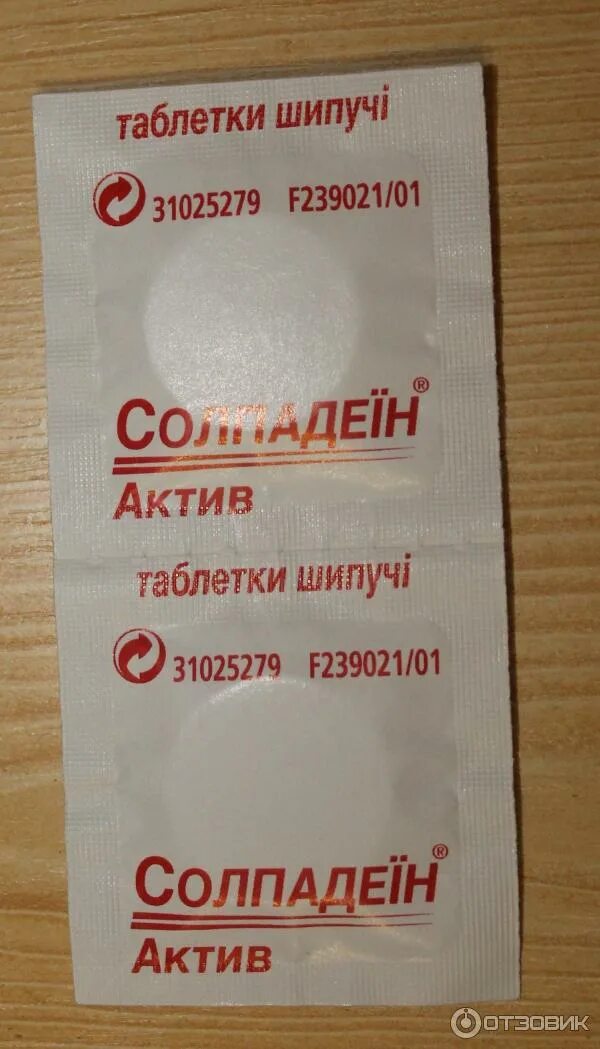 таблетки шипучі
31025279 F239021/01
Солпадеїн®
Актив
таблетки шипучі
31025279 F239021/01
Солпадеїн®
Актив
ОТЗОВИК